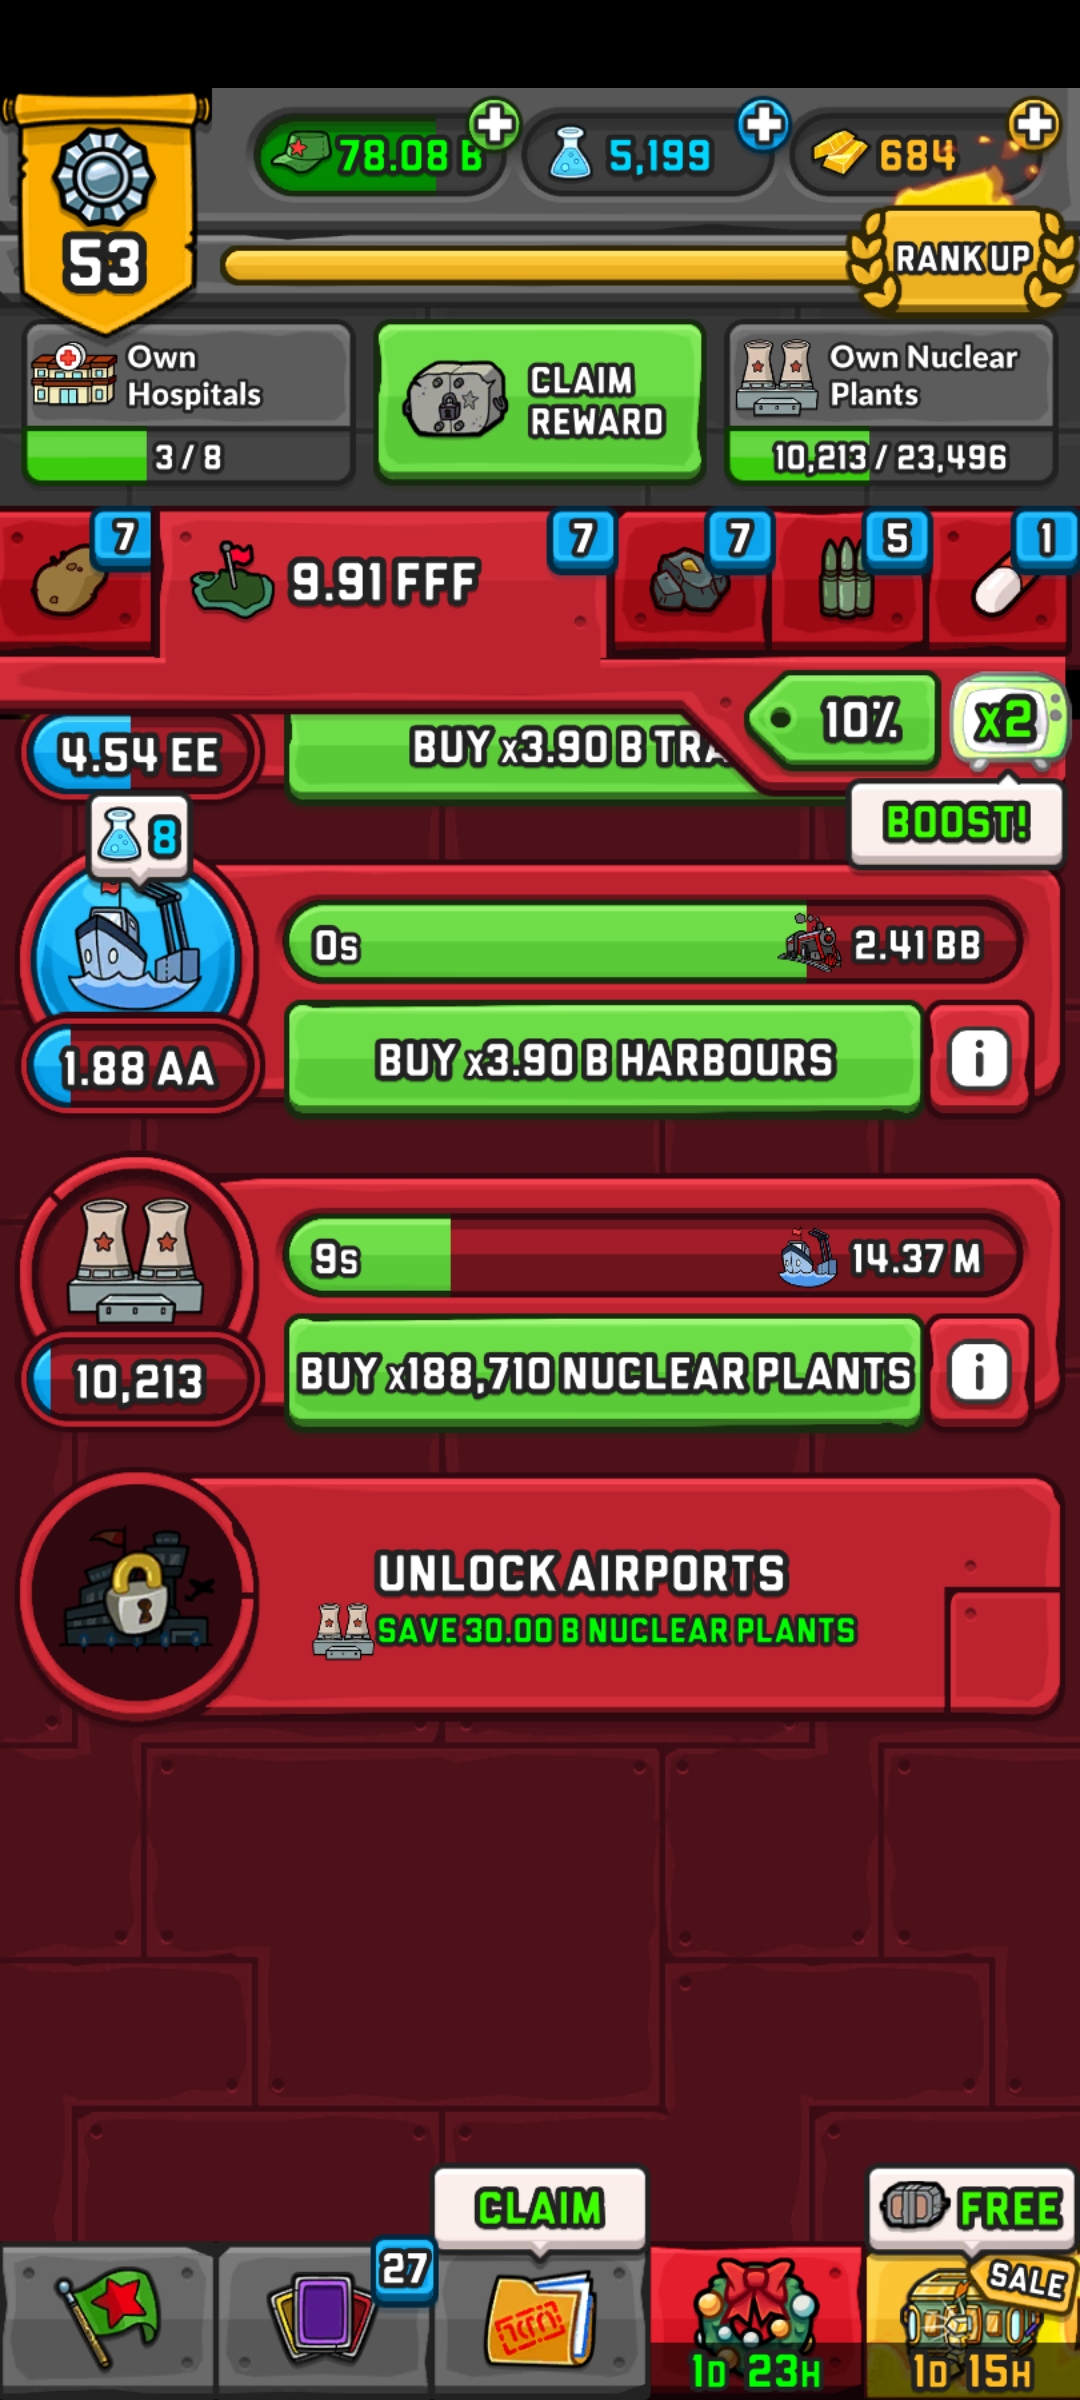 78.08 B
5,199
684
53
RANK UP
Own
Hospitals
3 / 8
CLAIM
REWARD
Own Nuclear
Plants
10,213 / 23,496
7
9.91 FFF
7
7
5
1
10%
x2
4.54 EE
BUY x3.90 B TRA
BOOST!
8
0s
2.41 BB
1.88 AA
BUY x3.90 B HARBOURS
i
9s
14.37 M
10,213
BUY x188,710 NUCLEAR PLANTS
i
UNLOCK AIRPORTS
SAVE 30.00 B NUCLEAR PLANTS
CLAIM
FREE
27
SALE
1D 23H
1D 15H